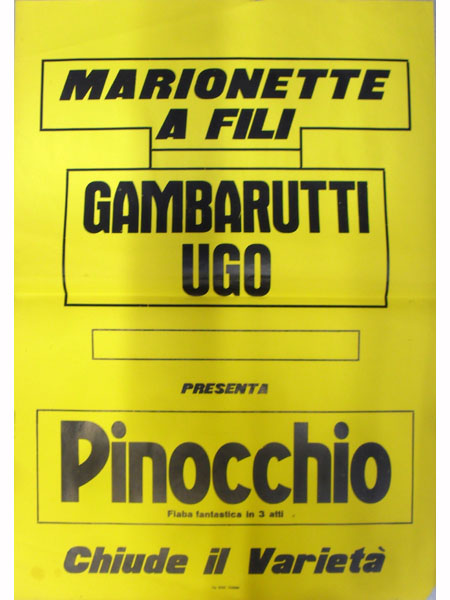 MARIONETTE
A FILI
GAMBARUTTI
UGO
PRESENTA
Pinocchio
Fiaba fantastica in 3 atti
Chiude il Varietà